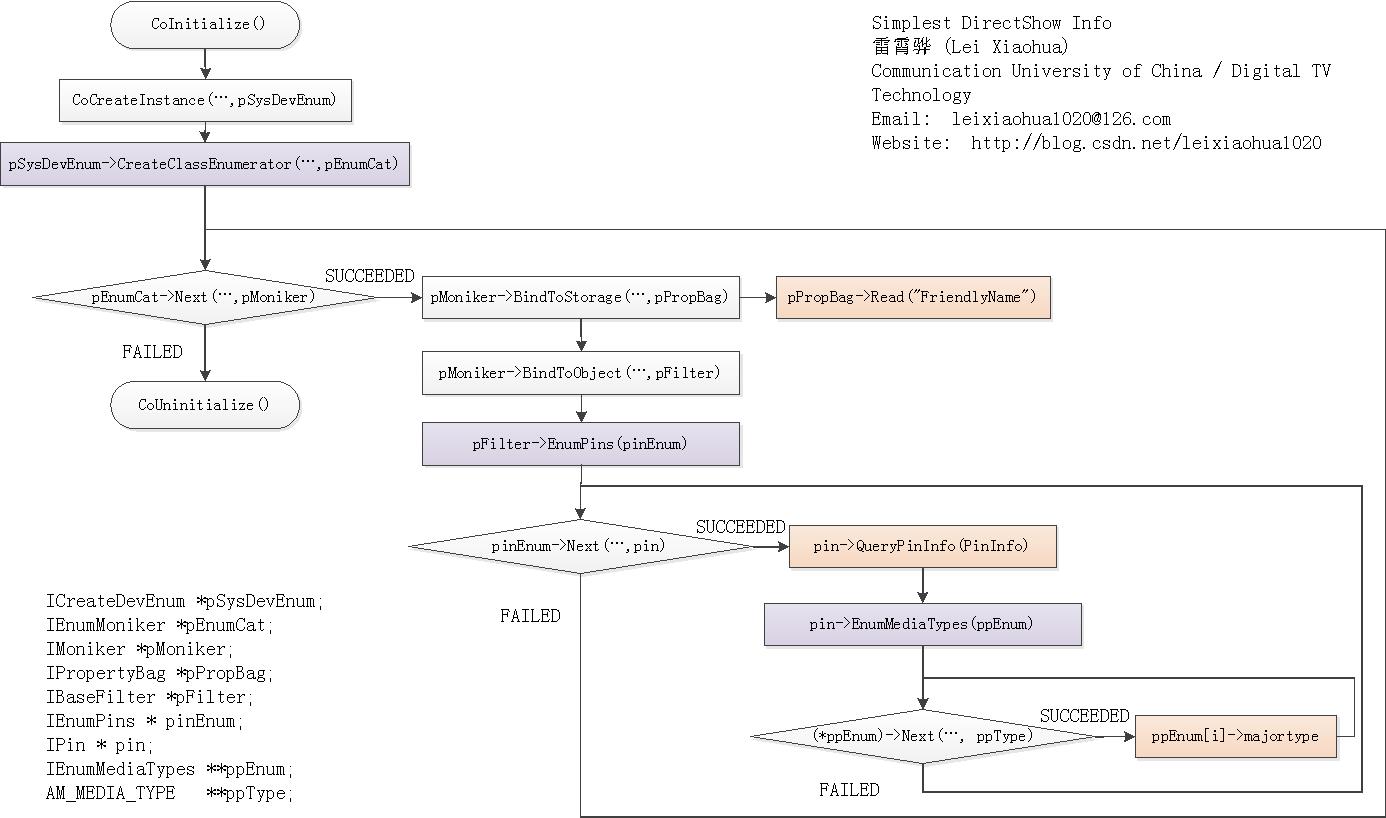 CoInitialize()
Simplest DirectShow Info
雷霄骅 (Lei Xiaohua)
Communication University of China / Digital TV
Technology
Email: leixiaohua1020@126.com
Website: http://blog.csdn.net/leixiaohua1020
CoCreateInstance(…,pSysDevEnum)
pSysDevEnum->CreateClassEnumerator(…,pEnumCat)
pEnumCat->Next(…,pMoniker)
SUCCEEDED
pMoniker->BindToStorage(…,pPropBag)
pPropBag->Read("FriendlyName")
FAILED
CoUninitialize()
pMoniker->BindToObject(…,pFilter)
pFilter->EnumPins(pinEnum)
pinEnum->Next(…,pin)
SUCCEEDED
pin->QueryPinInfo(PinInfo)
FAILED
pin->EnumMediaTypes(ppEnum)
(*ppEnum)->Next(…, ppType)
SUCCEEDED
ppEnum[i]->majortype
FAILED
ICreateDevEnum *pSysDevEnum;
IEnumMoniker *pEnumCat;
IMoniker *pMoniker;
IPropertyBag *pPropBag;
IBaseFilter *pFilter;
IEnumPins * pinEnum;
IPin * pin;
IEnumMediaTypes **ppEnum;
AM_MEDIA_TYPE **ppType;